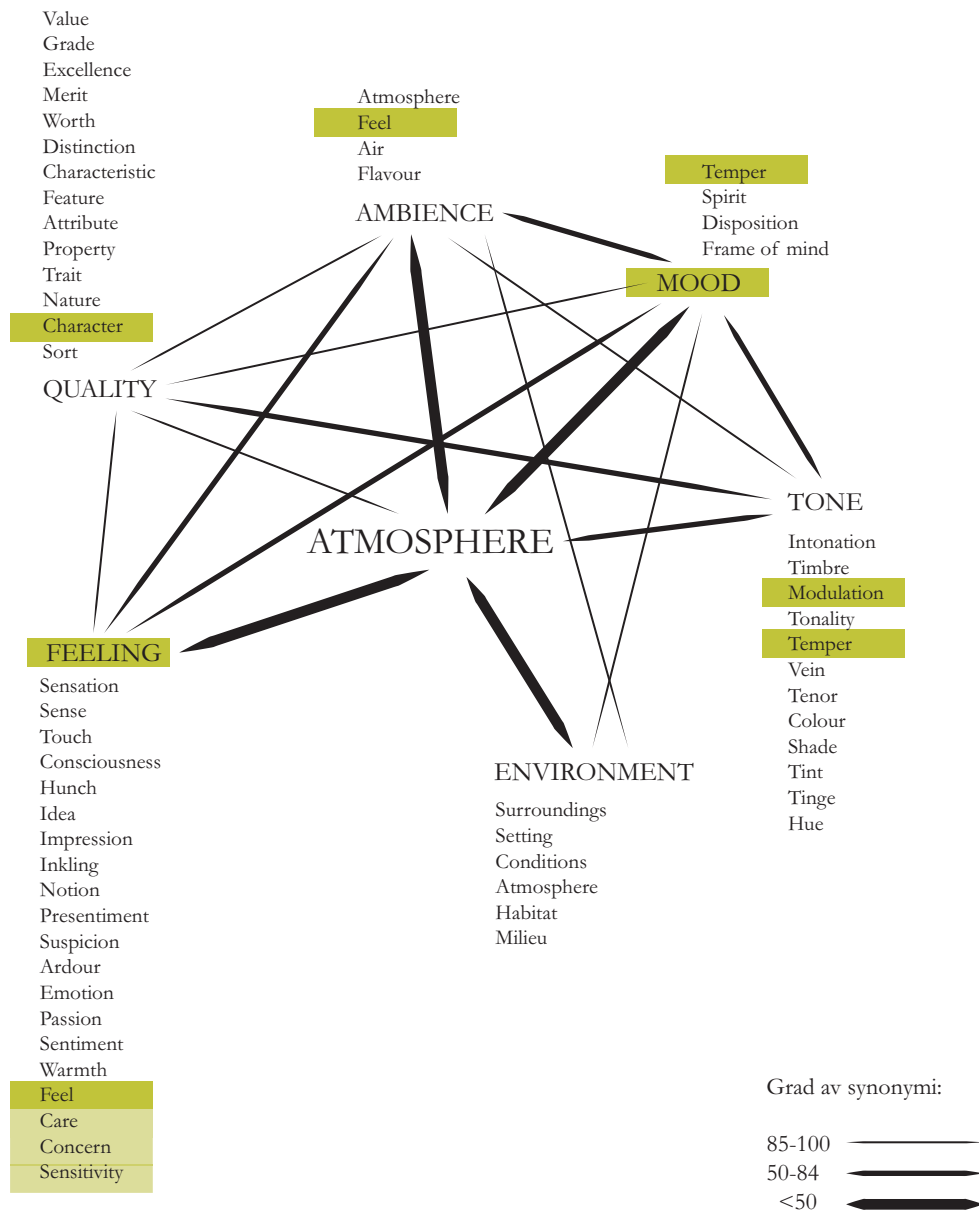 Value
Grade
Excellence
Merit
Worth
Distinction
Characteristic
Feature
Attribute
Property
Trait
Nature
Character
Sort
QUALITY
Atmosphere
Feel
Air
Flavour
AMBIENCE
Temper
Spirit
Disposition
Frame of mind
MOOD
ATMOSPHERE
TONE
Intonation
Timbre
Modulation
Tonality
Temper
Vein
Tenor
Colour
Shade
Tint
Tinge
Hue
FEELING
Sensation
Sense
Touch
Consciousness
Hunch
Idea
Impression
Inkling
Notion
Presentiment
Suspicion
Ardour
Emotion
Passion
Sentiment
Warmth
Feel
Care
Concern
Sensitivity
ENVIRONMENT
Surroundings
Setting
Conditions
Atmosphere
Habitat
Milieu
Grad av synonymi:
85-100
50-84
<50